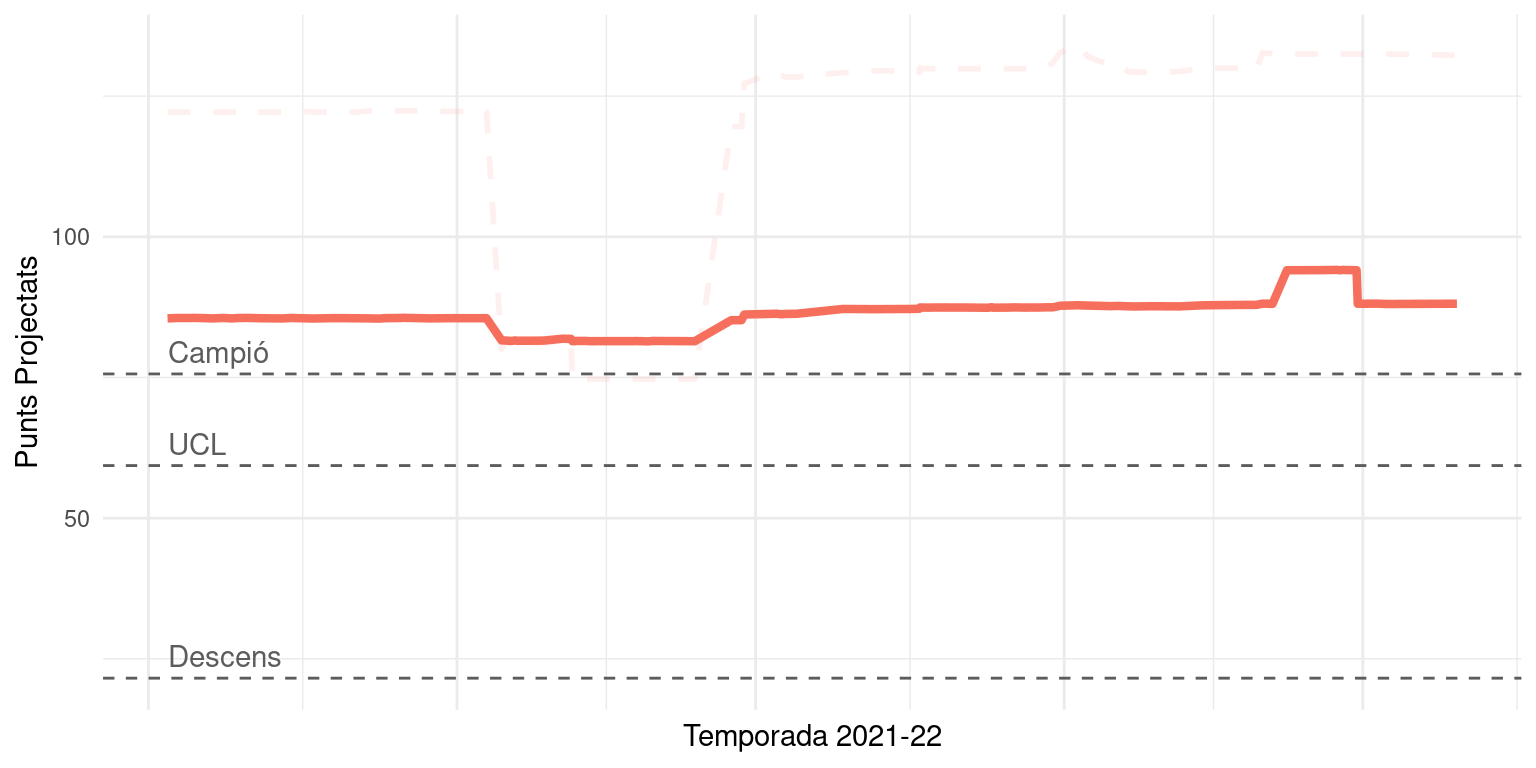 Punts Projectats
100
50
Campió
UCL
Descens
Temporada 2021-22